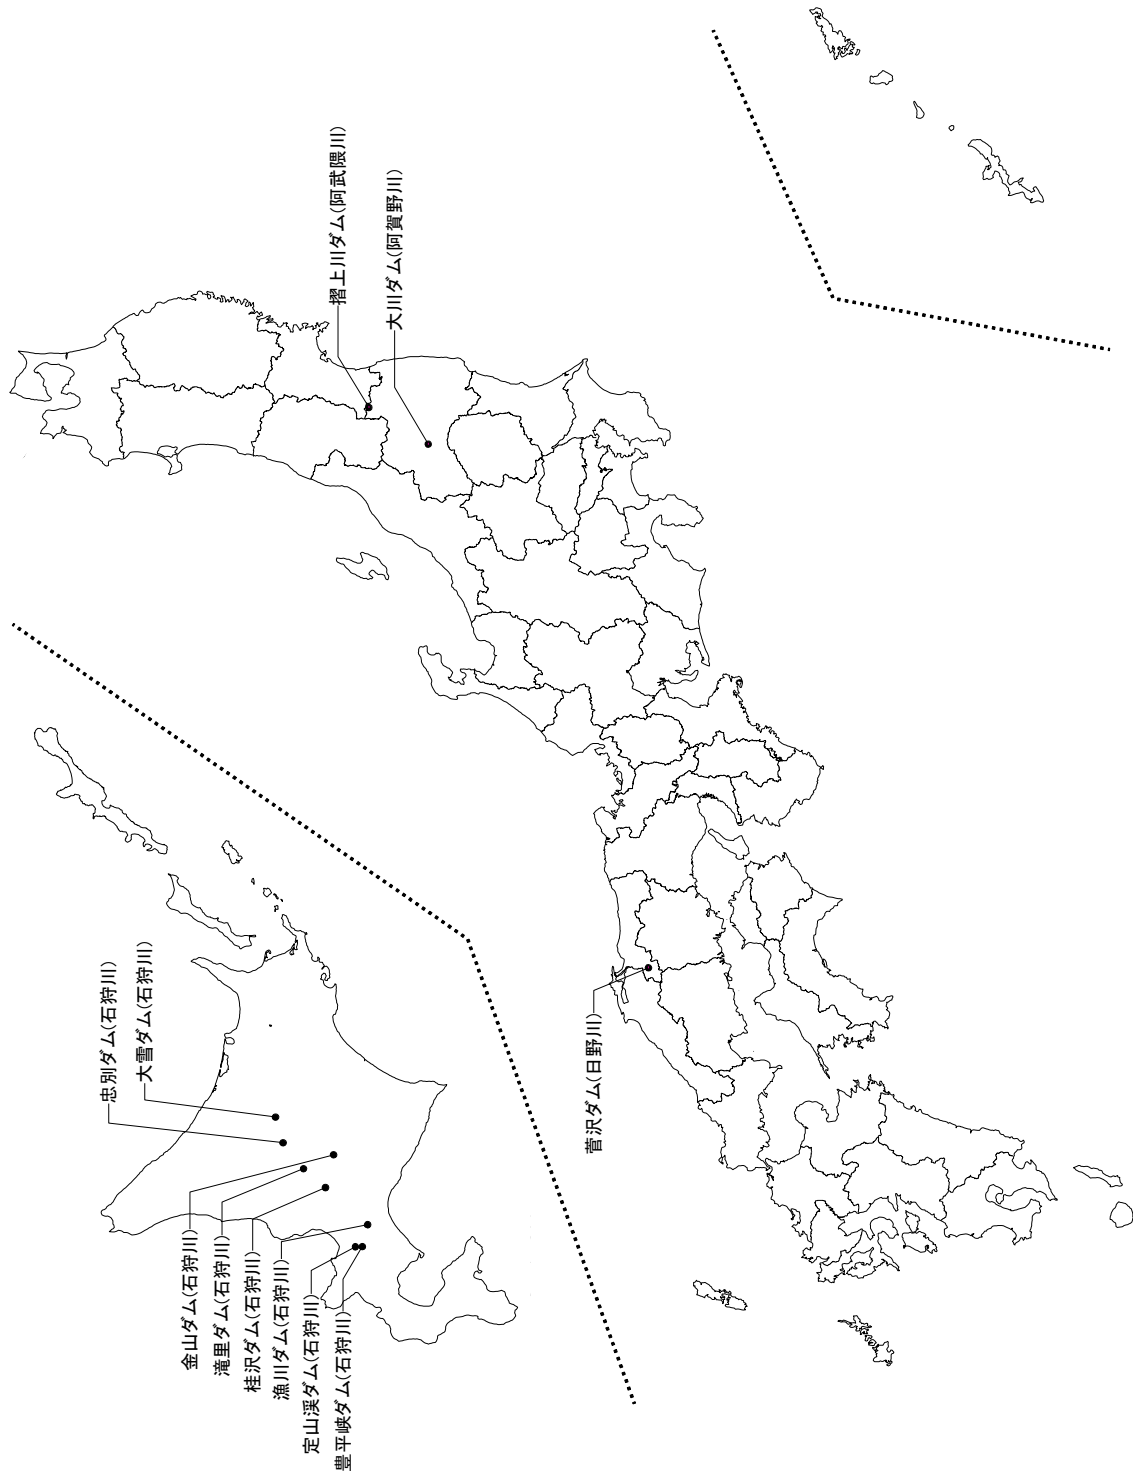 忠別ダム(石狩川)
大雪ダム(石狩川)
金山ダム(石狩川)
滝里ダム(石狩川)
桂沢ダム(石狩川)
漁川ダム(石狩川)
定山渓ダム(石狩川)
豊平峡ダム(石狩川)
摺上川ダム(阿武隈川)
大川ダム(阿賀野川)
菅沢ダム(日野川)